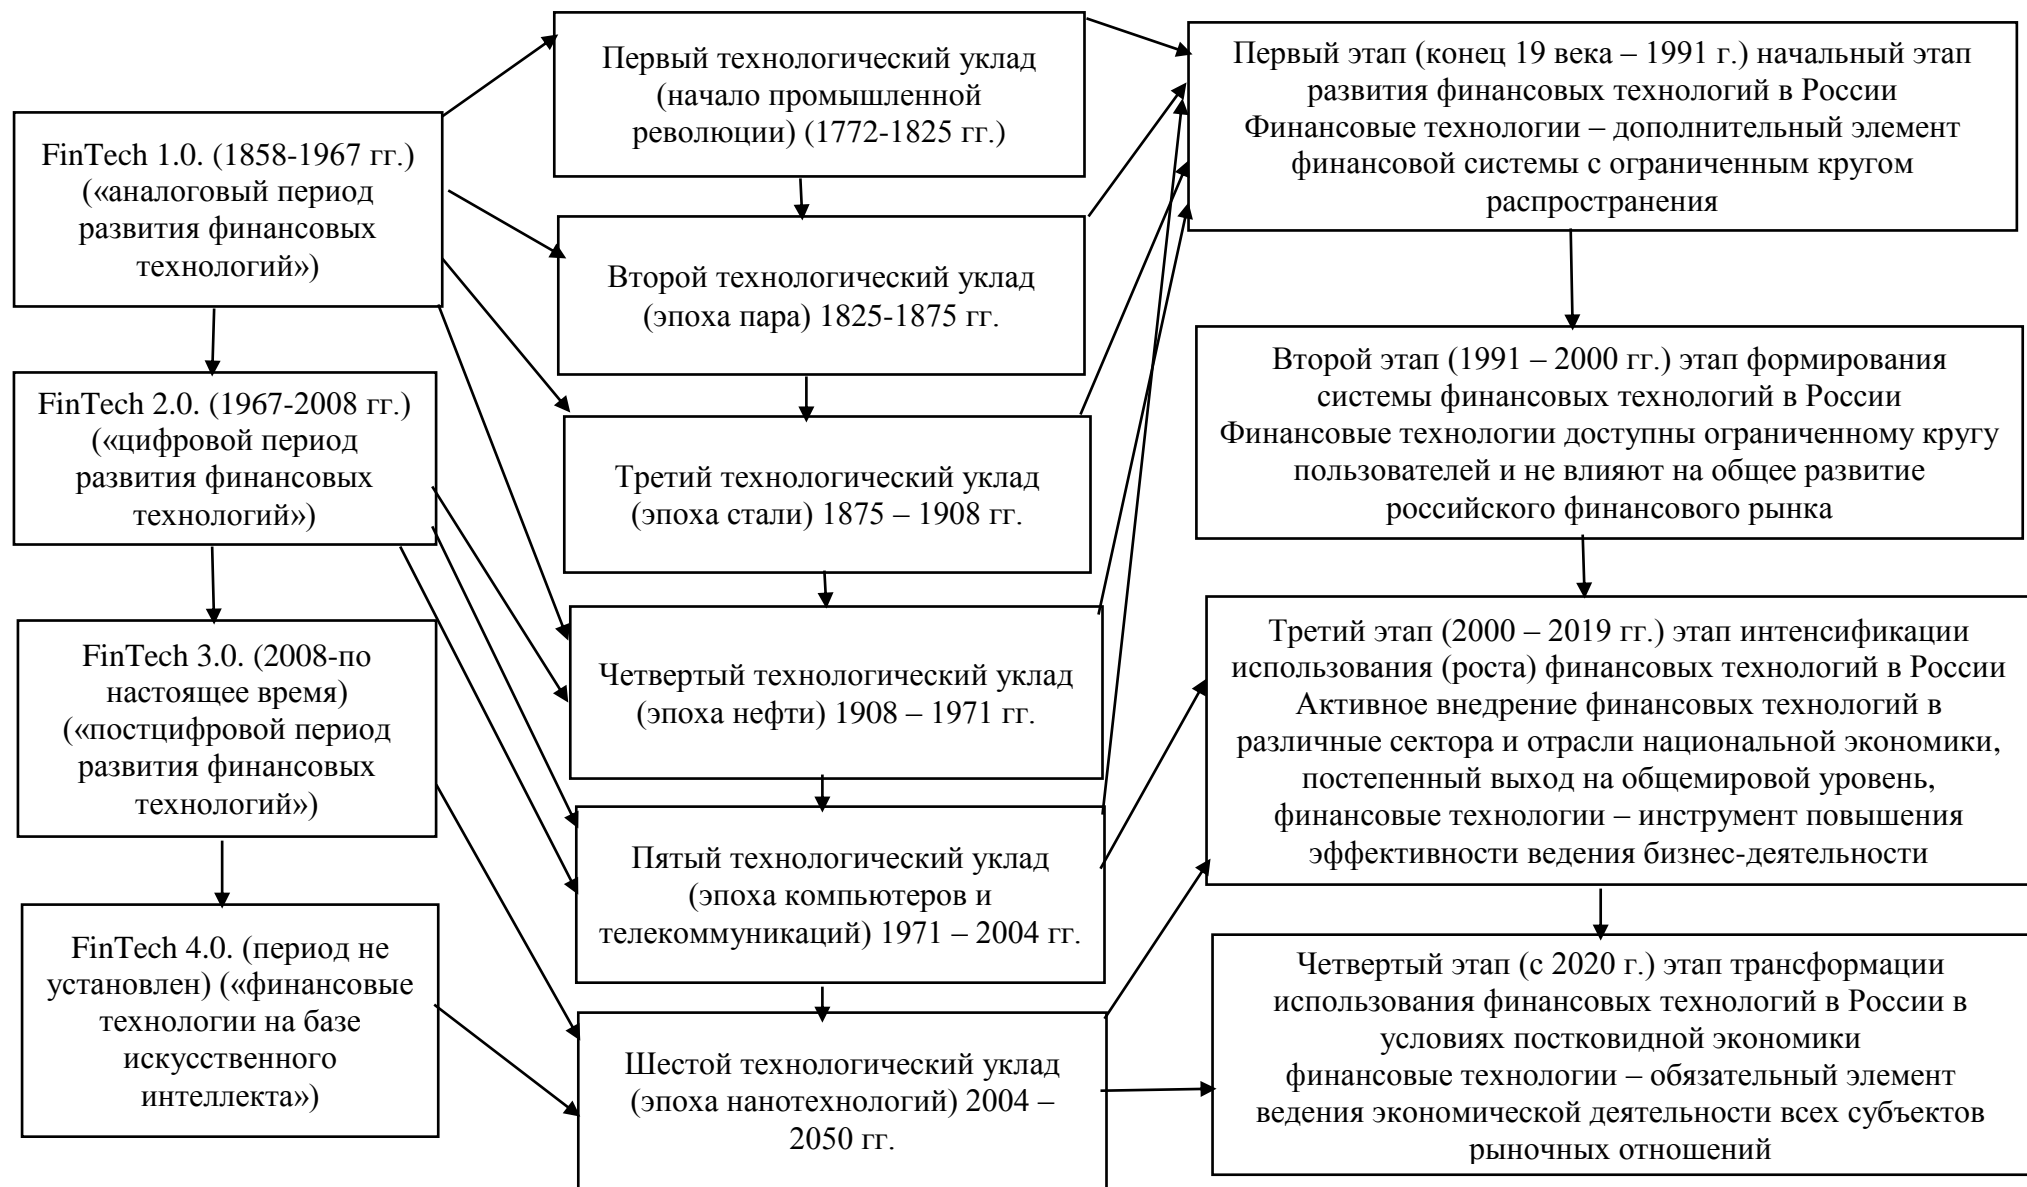 FinTech 1.0. (1858-1967 гг.)
(«аналоговый период
развития финансовых
технологий»)
FinTech 2.0. (1967-2008 гг.)
(«цифровой период
развития финансовых
технологий»)
FinTech 3.0. (2008-по
настоящее время)
(«постцифровой период
развития финансовых
технологий»)
FinTech 4.0. (период не
установлен) («финансовые
технологии на базе
искусственного
интеллекта»)
Первый технологический уклад
(начало промышленной
революции) (1772-1825 гг.)
Второй технологический уклад
(эпоха пара) 1825-1875 гг.
Третий технологический уклад
(эпоха стали) 1875 – 1908 гг.
Четвертый технологический уклад
(эпоха нефти) 1908 – 1971 гг.
Пятый технологический уклад
(эпоха компьютеров и
телекоммуникаций) 1971 – 2004 гг.
Шестой технологический уклад
(эпоха нанотехнологий) 2004 –
2050 гг.
Первый этап (конец 19 века – 1991 г.) начальный этап
развития финансовых технологий в России
Финансовые технологии – дополнительный элемент
финансовой системы с ограниченным кругом
распространения
Второй этап (1991 – 2000 гг.) этап формирования
системы финансовых технологий в России
Финансовые технологии доступны ограниченному кругу
пользователей и не влияют на общее развитие
российского финансового рынка
Третий этап (2000 – 2019 гг.) этап интенсификации
использования (роста) финансовых технологий в России
Активное внедрение финансовых технологий в
различные сектора и отрасли национальной экономики,
постепенный выход на общемировой уровень,
финансовые технологии – инструмент повышения
эффективности ведения бизнес-деятельности
Четвертый этап (с 2020 г.) этап трансформации
использования финансовых технологий в России в
условиях постковидной экономики
финансовые технологии – обязательный элемент
ведения экономической деятельности всех субъектов
рыночных отношений